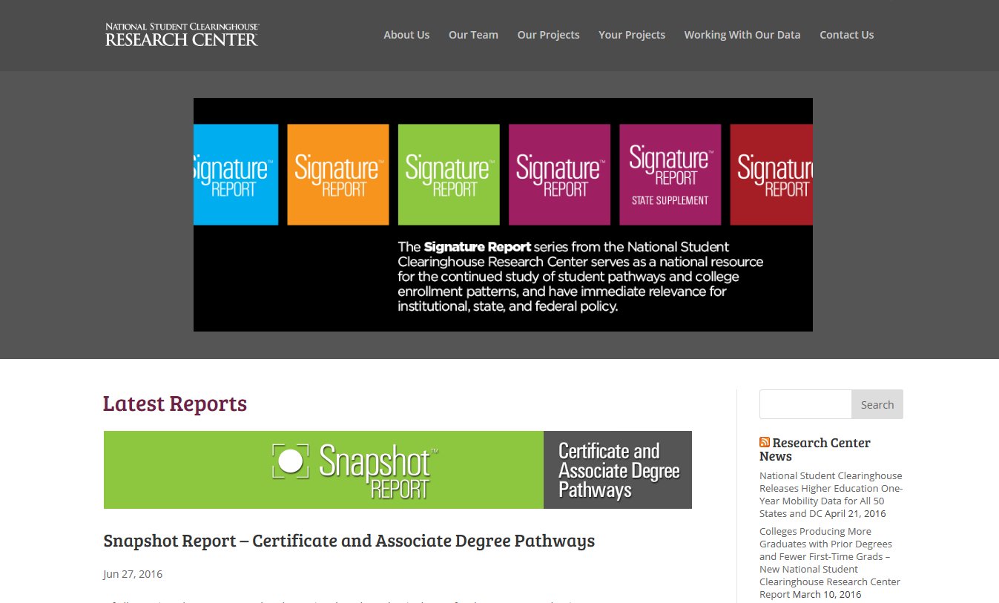 NATIONAL STUDENT CLEARINGHOUSE®
RESEARCH CENTER™
About Us
Our Team
Our Projects
Your Projects
Working With Our Data
Contact Us
Signature™
REPORT
Signature™
REPORT
Signature™
REPORT
Signature™
REPORT
Signature™
REPORT
STATE SUPPLEMENT
Signature
REPORT
The Signature Report series from the National Student
Clearinghouse Research Center serves as a national resource
for the continued study of student pathways and college
enrollment patterns, and have immediate relevance for
institutional, state, and federal policy.
Latest Reports
Snapshot™
REPORT
Certificate and
Associate Degree
Pathways
Snapshot Report – Certificate and Associate Degree Pathways
Jun 27, 2016
Search
Research Center
News
National Student Clearinghouse
Releases Higher Education One-
Year Mobility Data for All 50
States and DC April 21, 2016
Colleges Producing More
Graduates with Prior Degrees
and Fewer First-Time Grads –
New National Student
Clearinghouse Research Center
Report March 10, 2016